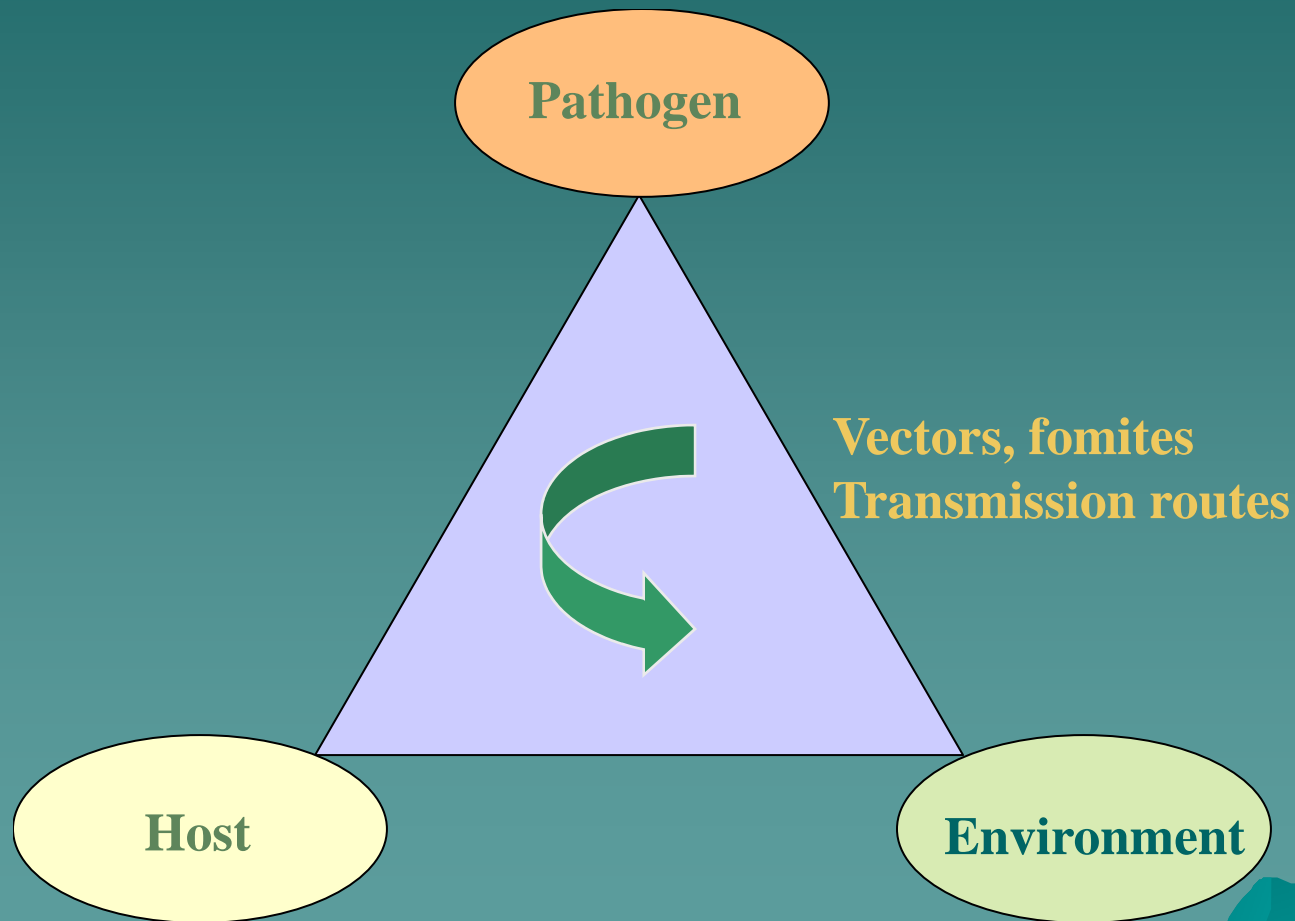 Pathogen
Vectors, fomites
Transmission routes
Host
Environment